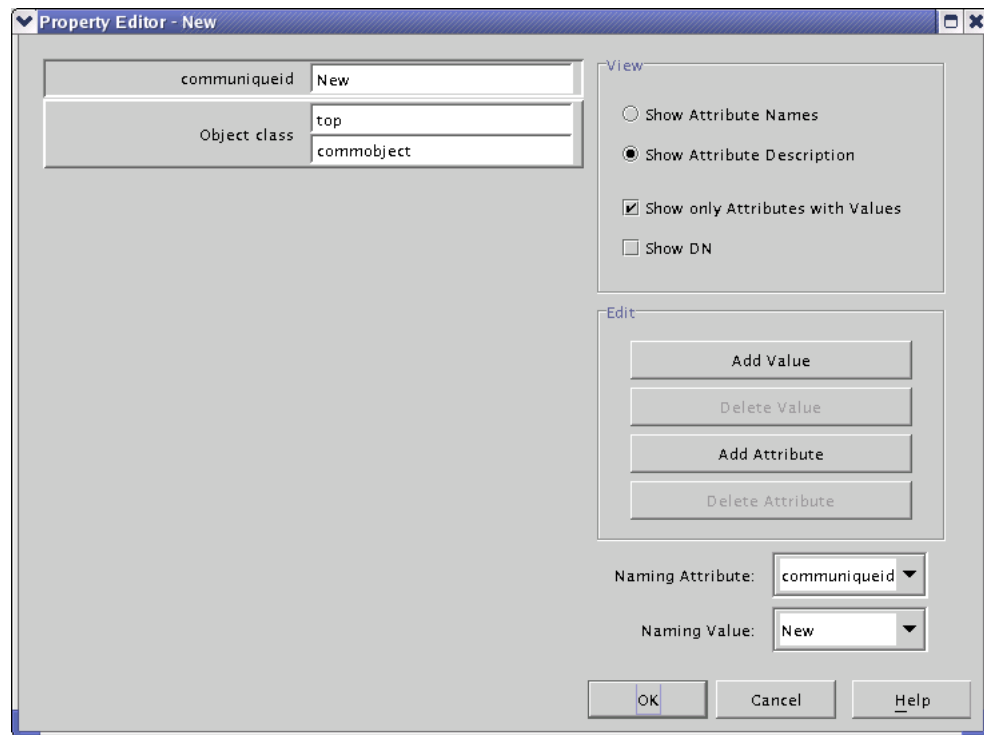 Property Editor - New
communiqueid New
Object class top
commobject
View
Show Attribute Names
Show Attribute Description
Show only Attributes with Values
Show DN
Edit
Add Value
Delete Value
Add Attribute
Delete Attribute
Naming Attribute: communiqueid
Naming Value: New
OK Cancel Help